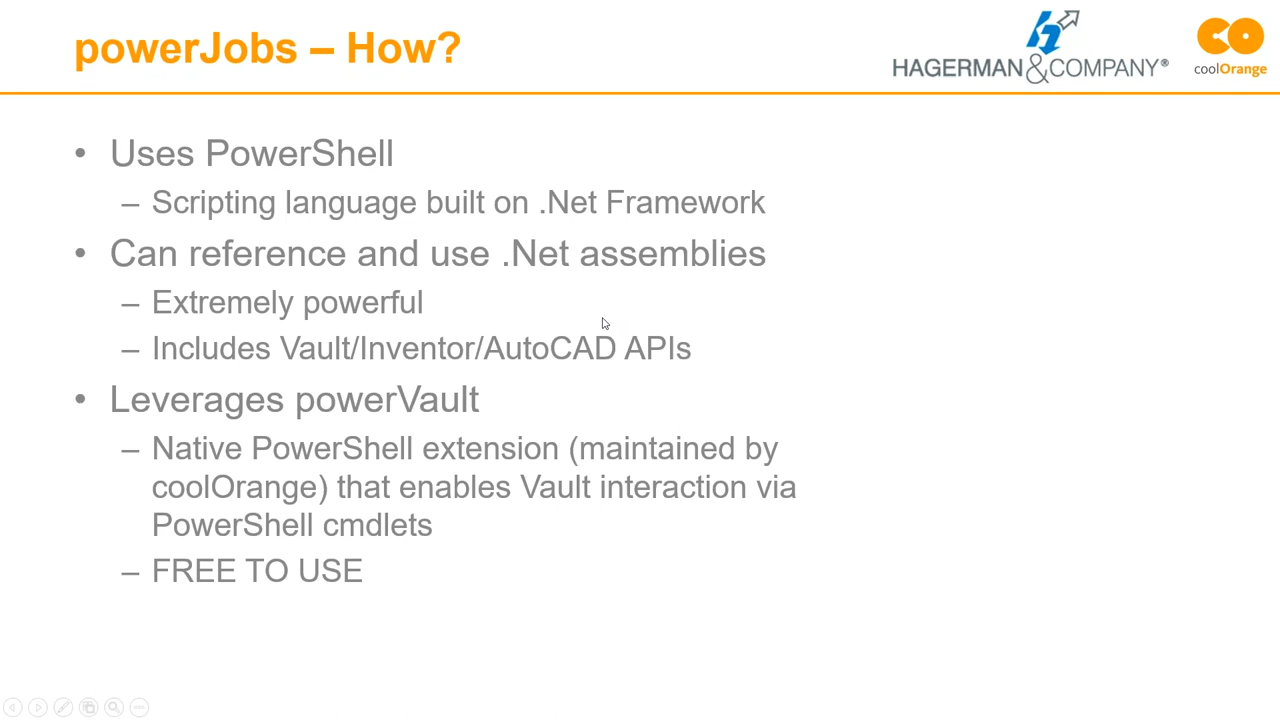 powerJobs – How?
HAGERMAN &COMPANY®
coolOrange
• Uses PowerShell
– Scripting language built on .Net Framework
• Can reference and use .Net assemblies
– Extremely powerful
– Includes Vault/Inventor/AutoCAD APIs
• Leverages powerVault
– Native PowerShell extension (maintained by
coolOrange) that enables Vault interaction via
PowerShell cmdlets
– FREE TO USE